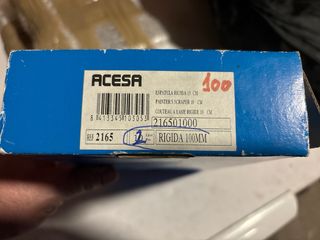 ACESA
100
ESPATULA RIGIDA 10 CM
PAINTER'S SCRAPER 10 CM
COUTEAU A LAME RIGIDE 10 CM
216501000
REF 2165
RIGIDA 100MM